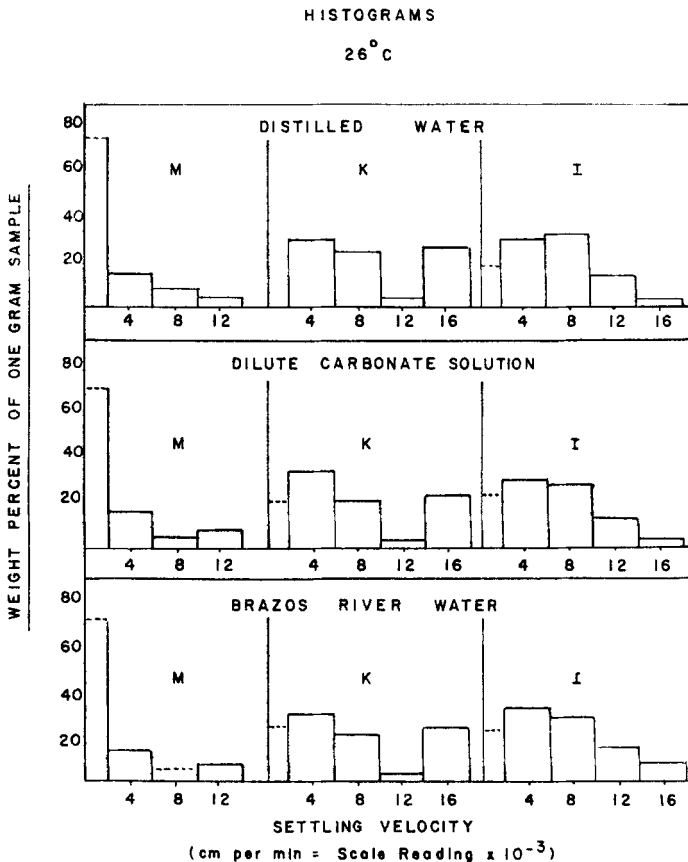 HISTOGRAMS
26°C
WEIGHT PERCENT OF ONE GRAM SAMPLE
DISTILLED WATER
80
60
40
20
M
K
I
4 8 12 4 8 12 16 4 8 12 16
DILUTE CARBONATE SOLUTION
80
60
40
20
M
K
I
4 8 12 4 8 12 16 4 8 12 16
BRAZOS RIVER WATER
80
60
40
20
M
K
I
4 8 12 4 8 12 16 4 8 12 16
SETTLING VELOCITY
(cm per min = Scale Reading x 10⁻³)